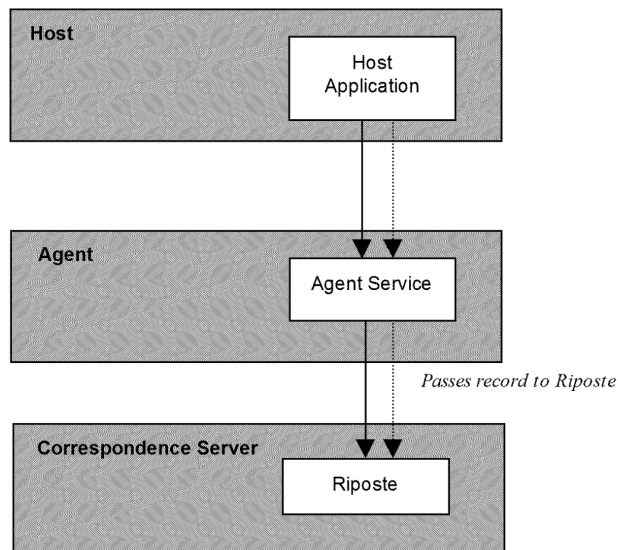 Host
Host
Application
Agent
Agent Service
Passes record to Riposte
Correspondence Server
Riposte